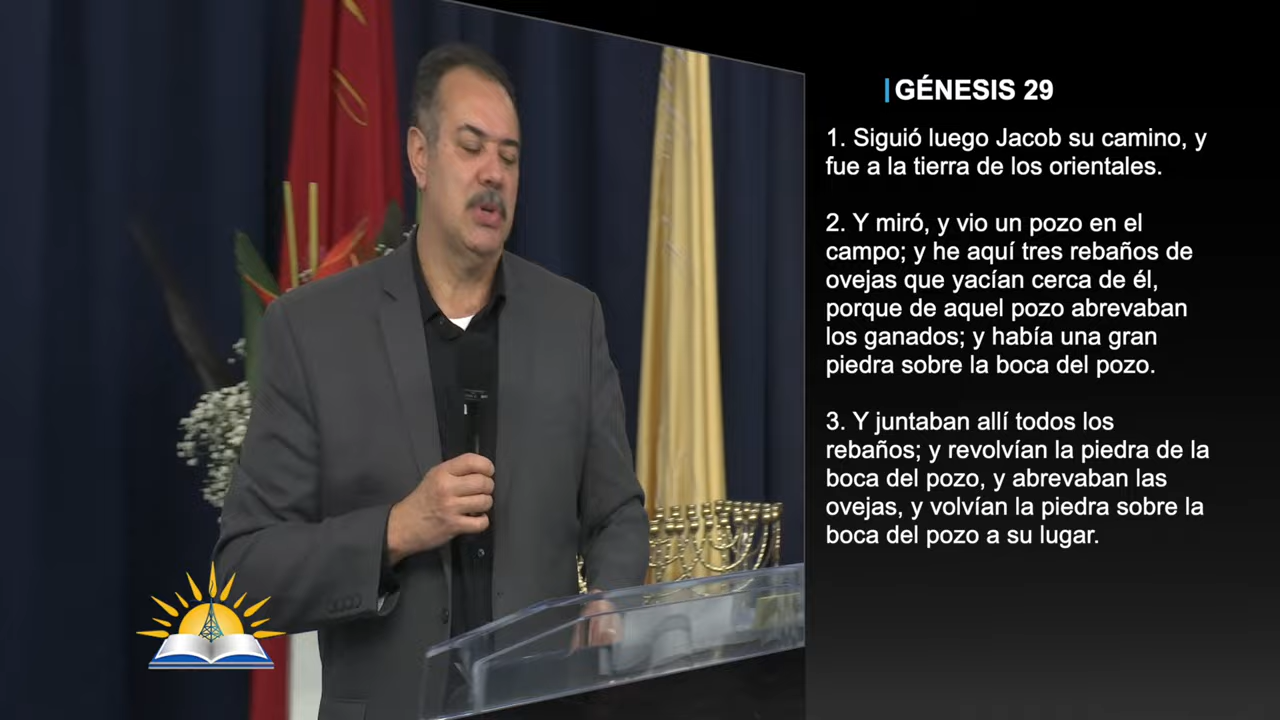 GÉNESIS 29
1. Siguió luego Jacob su camino, y
fue a la tierra de los orientales.
2. Y miró, y vio un pozo en el
campo; y he aquí tres rebaños de
ovejas que yacían cerca de él,
porque de aquel pozo abrevaban
los ganados; y había una gran
piedra sobre la boca del pozo.
3. Y juntaban allí todos los
rebaños; y revolvían la piedra de la
boca del pozo, y abrevaban las
ovejas, y volvían la piedra sobre la
boca del pozo a su lugar.